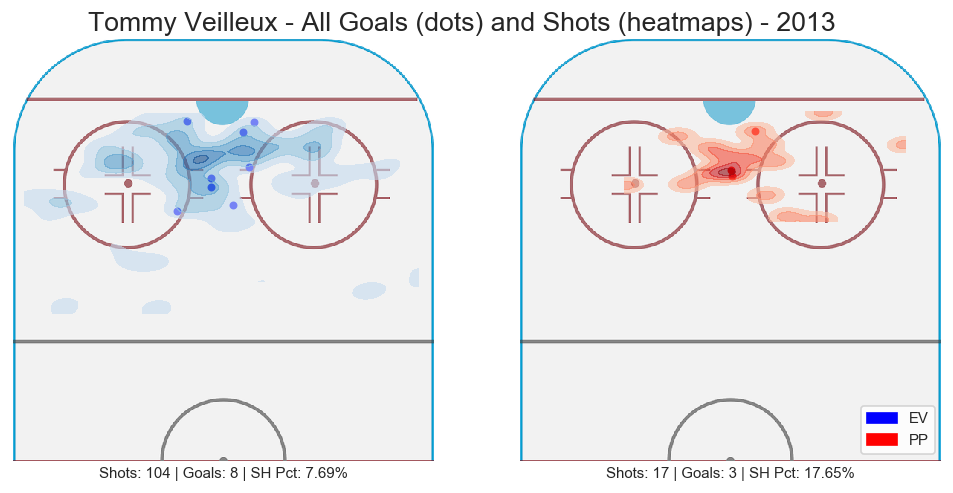 Tommy Veilleux - All Goals (dots) and Shots (heatmaps) - 2013
EV
PP
Shots: 104 | Goals: 8 | SH Pct: 7.69%
Shots: 17 | Goals: 3 | SH Pct: 17.65%